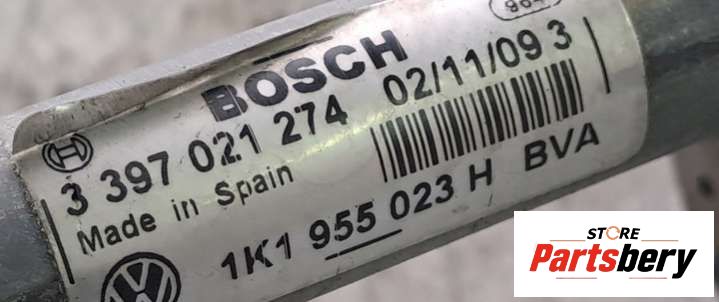 BOSCH
02/11/09 3
3 397 021 274
Made in Spain
1K1 955 023 H BVA
STORE
Partsbery